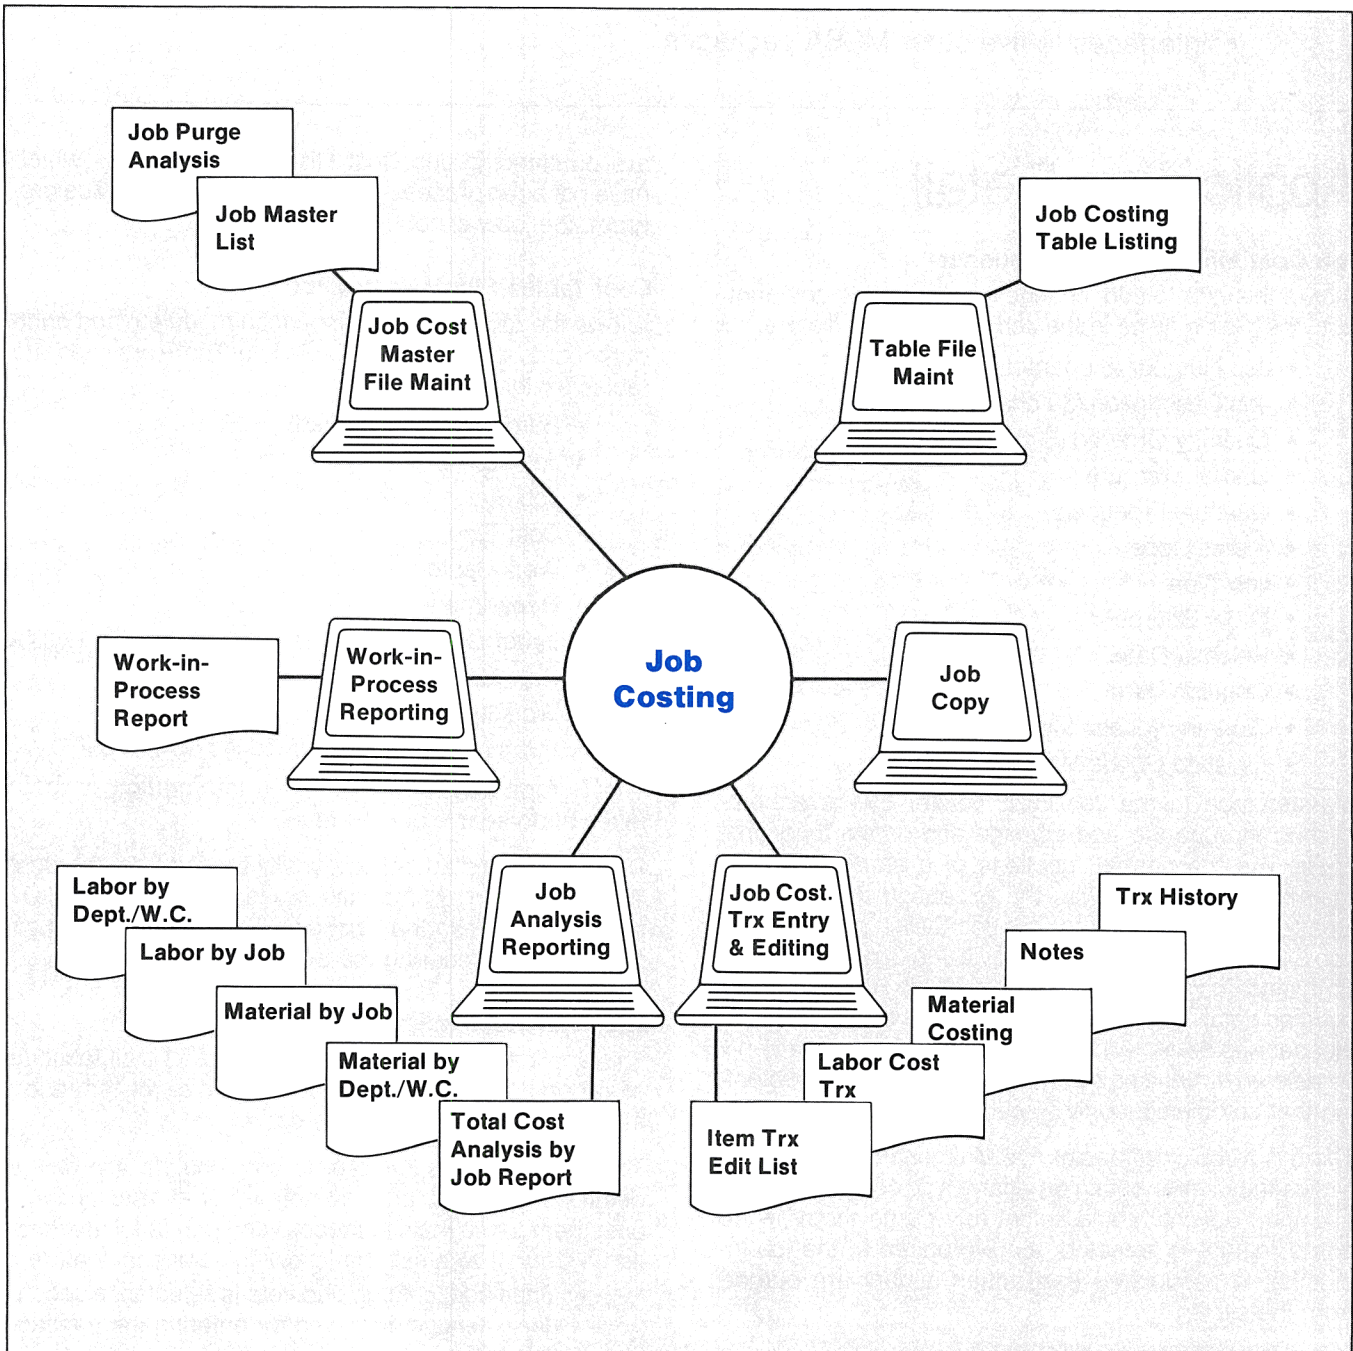 Job Purge
Analysis
Job Master
List
Job Costing
Table Listing
Job Cost
Master
File Maint
Table File
Maint
Work-in-
Process
Report
Work-in-
Process
Reporting
Job
Costing
Job
Copy
Labor by
Dept./W.C.
Labor by Job
Material by Job
Material by
Dept./W.C.
Total Cost
Analysis by
Job Report
Job
Analysis
Reporting
Job Cost.
Trx Entry
& Editing
Trx History
Notes
Material
Costing
Labor Cost
Trx
Item Trx
Edit List